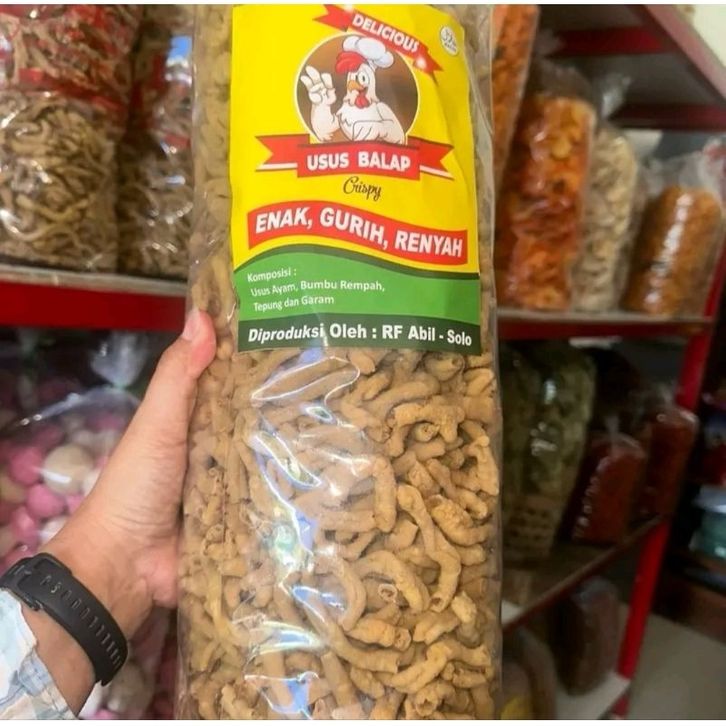 DELICIOUS
USUS BALAP
Crispy
ENAK, GURIH, RENYAH
Komposisi :
Usus Ayam, Bumbu Rempah,
Tepung dan Garam
Diproduksi Oleh : RF Abil - Solo